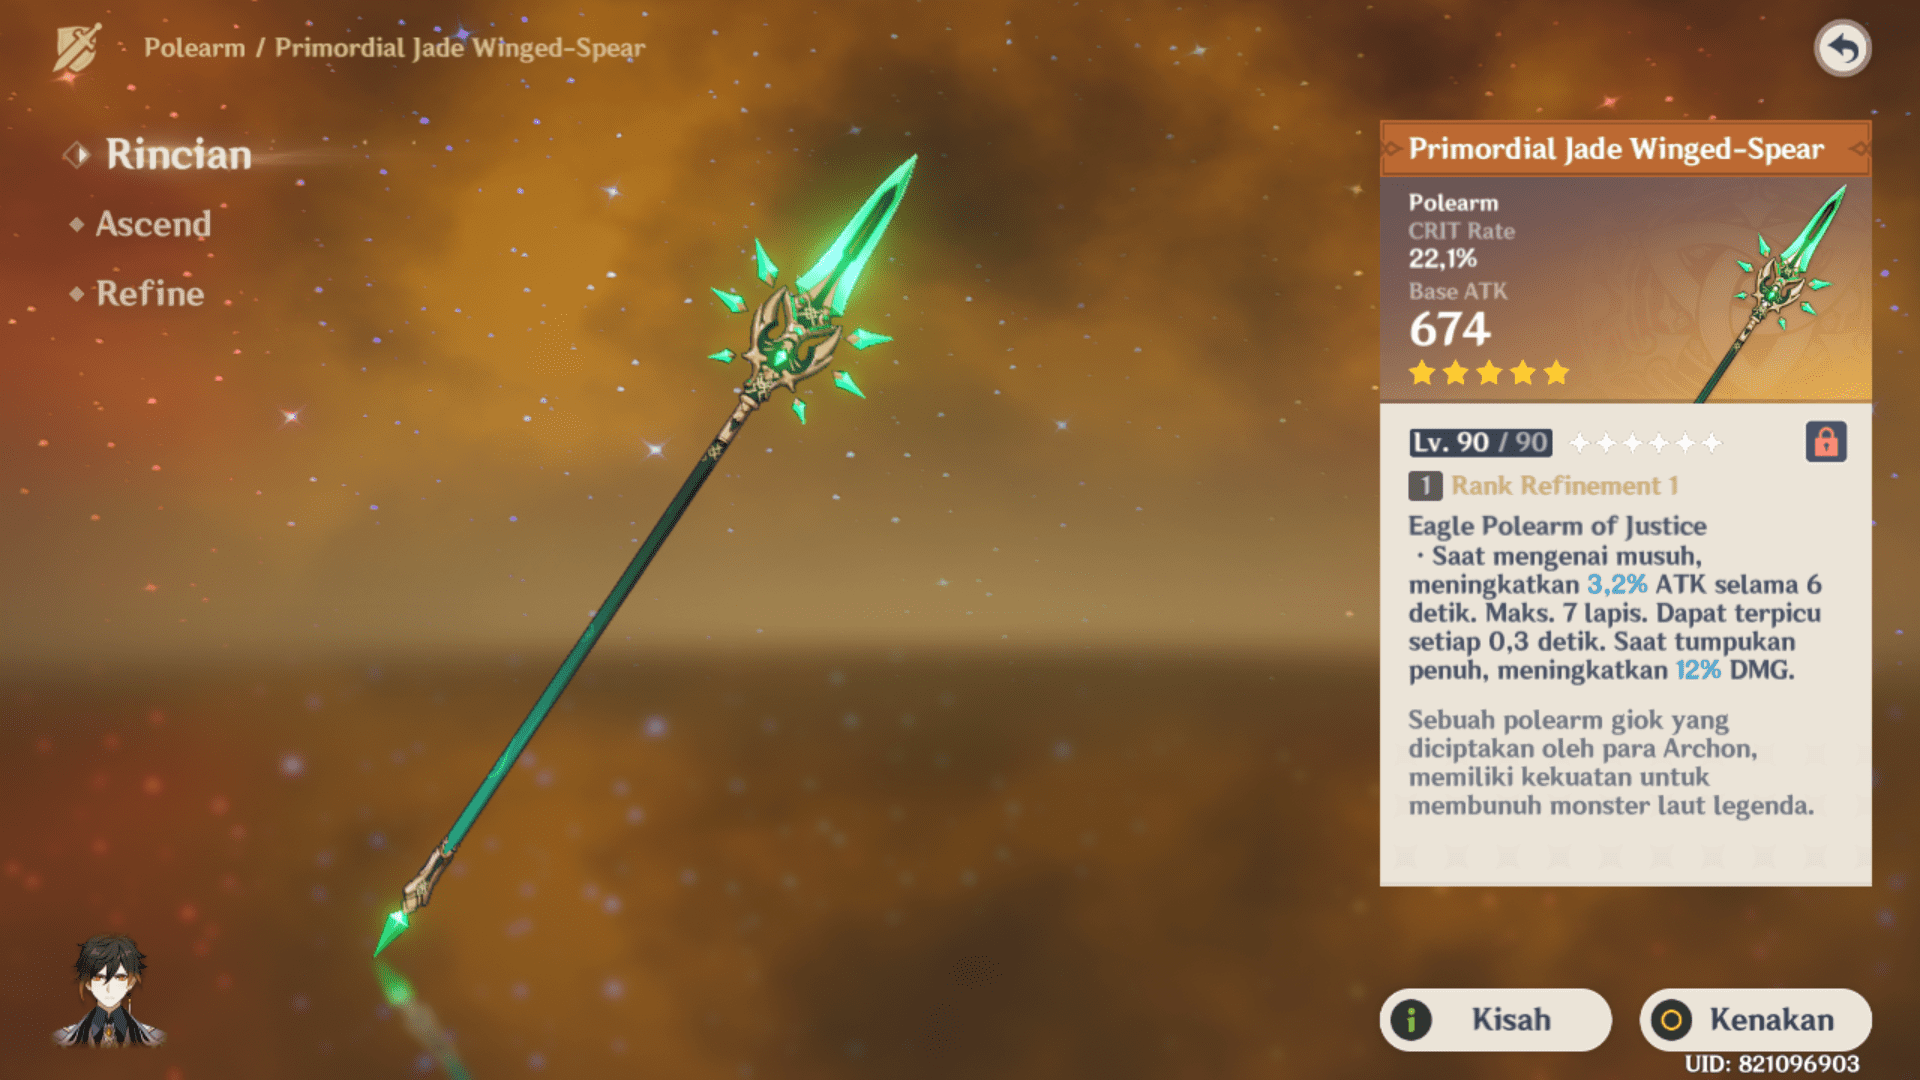 Polearm / Primordial Jade Winged-Spear
Rincian
Ascend
Refine
Primordial Jade Winged-Spear
Polearm
CRIT Rate
22,1%
Base ATK
674
Lv. 90 / 90
1 Rank Refinement 1
Eagle Polearm of Justice
· Saat mengenai musuh,
meningkatkan 3,2% ATK selama 6
detik. Maks. 7 lapis. Dapat terpicu
setiap 0,3 detik. Saat tumpukan
penuh, meningkatkan 12% DMG.
Sebuah polearm giok yang
diciptakan oleh para Archon,
memiliki kekuatan untuk
membunuh monster laut legenda.
Kisah
Kenakan
UID: 821096903